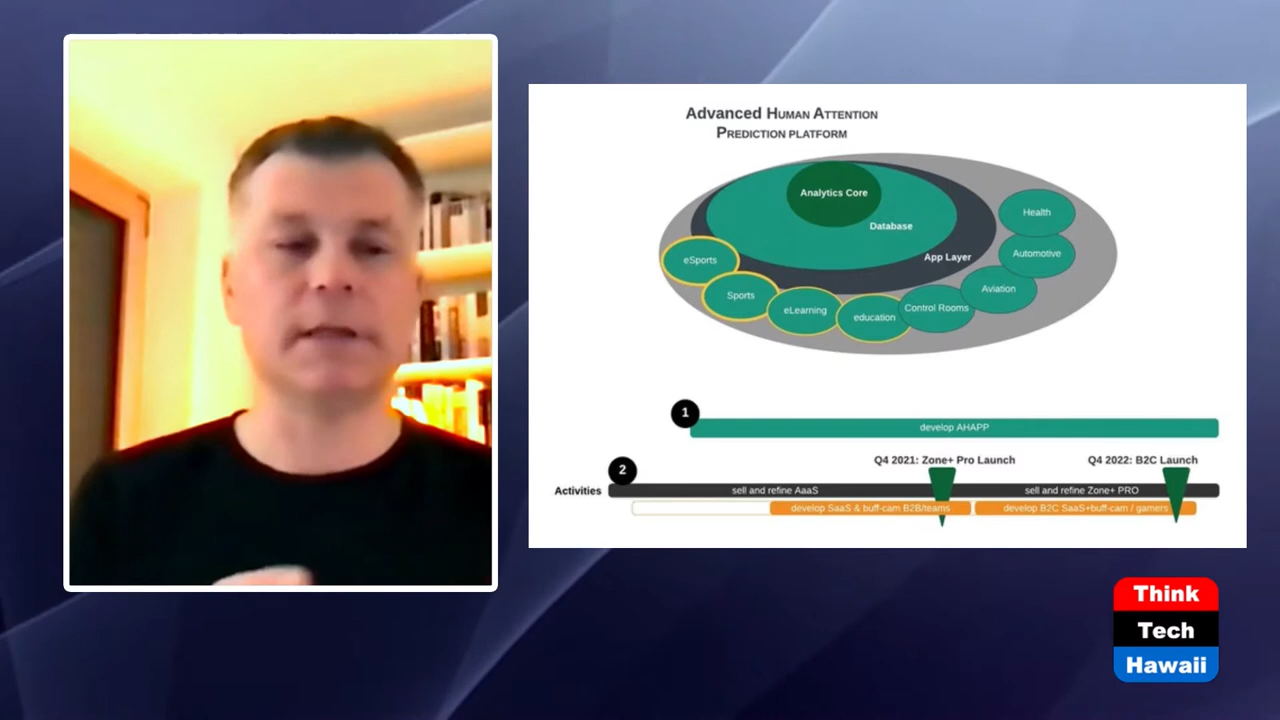 Advanced HUMAN ATTENTION
PREDICTION PLATFORM
Analytics Core
Database
App Layer
Health
Automotive
Aviation
Control Rooms
education
eLearning
Sports
eSports
1
develop AHAPP
2
Q4 2021: Zone+ Pro Launch
Q4 2022: B2C Launch
Activities
sell and refine AaaS
sell and refine Zone+ PRO
develop SaaS & buff-cam B2B/teams
develop B2C SaaS+buff-cam / gamers
Think
Tech
Hawaii